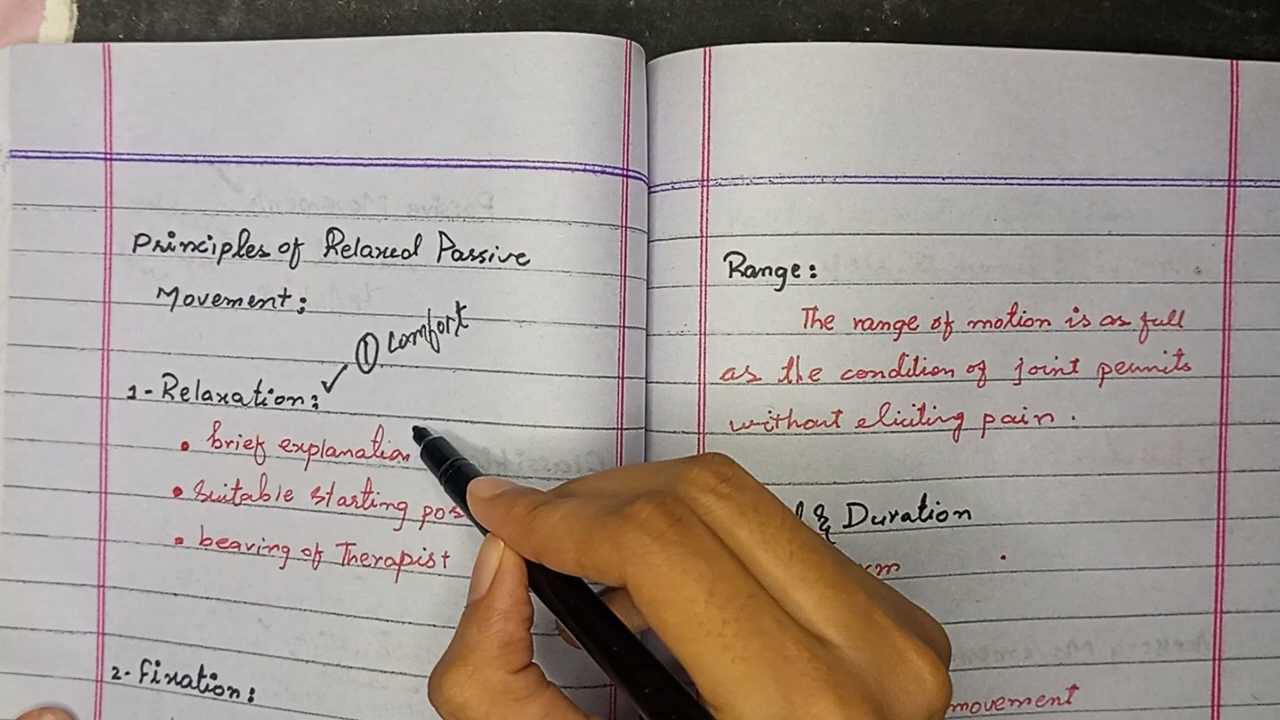 Principles of Relaxed Passive
Movement:
① Comfort
1- Relaxation: ✓
• brief explanation
• suitable starting pos
• beaving of Therapist
2- Fixation:
Range:
The range of motion is as full
as the condition of joint permits
without eliciting pain.
& Duration
movement